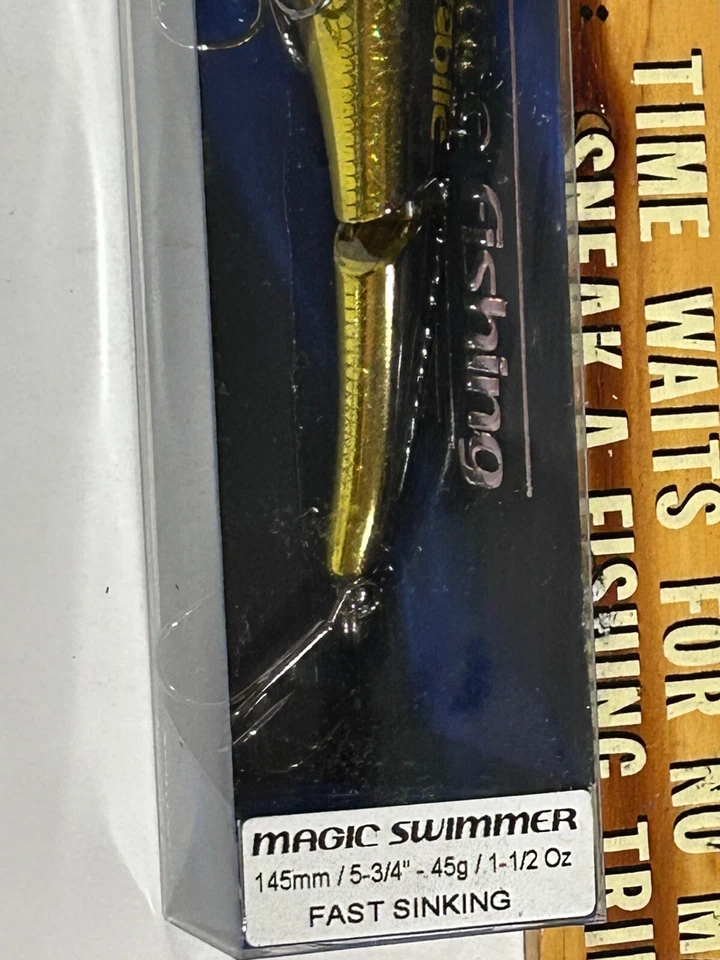 MAGIC SWIMMER
145mm / 5-3/4" - 45g / 1-1/2 Oz
FAST SINKING
fishing
TIME WAITS FOR NO
SNEAK A FISHING